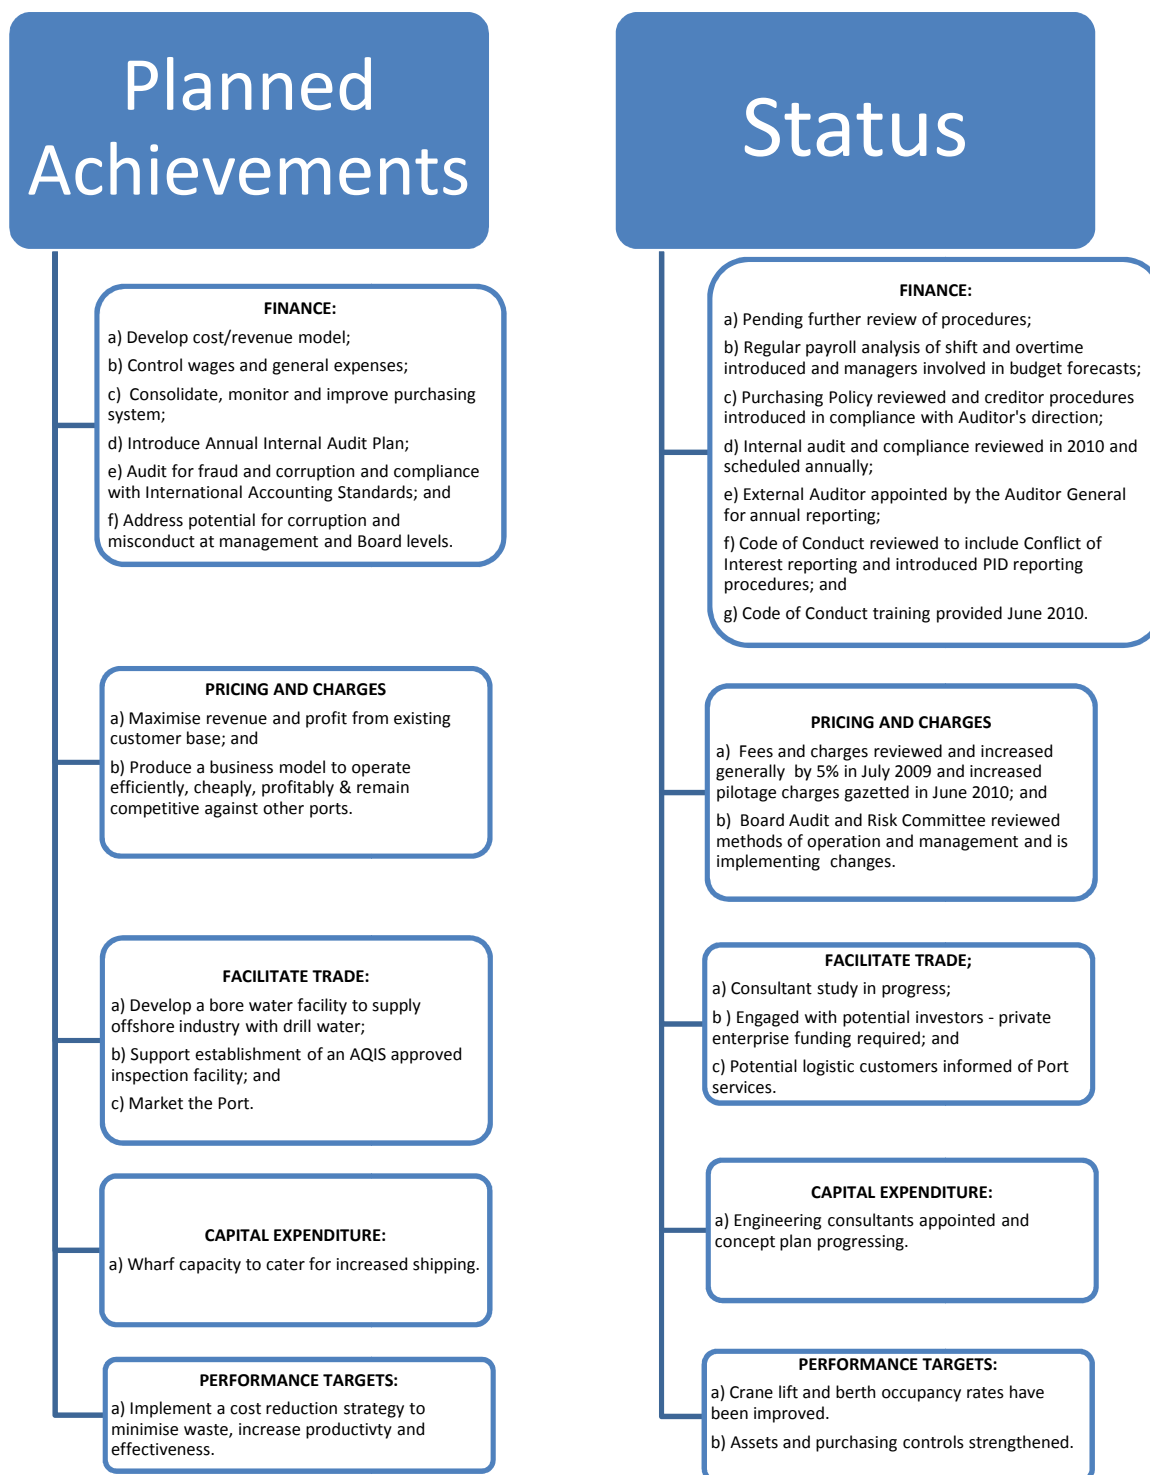 Planned
Achievements
FINANCE:
a) Develop cost/revenue model;
b) Control wages and general expenses;
c)  Consolidate, monitor and improve purchasing
system;
d) Introduce Annual Internal Audit Plan;
e) Audit for fraud and corruption and compliance
with International Accounting Standards; and
f) Address potential for corruption and
misconduct at management and Board levels.
PRICING AND CHARGES
a) Maximise revenue and profit from existing
customer base; and
b) Produce a business model to operate
efficiently, cheaply, profitably & remain
competitive against other ports.
FACILITATE TRADE:
a) Develop a bore water facility to supply
offshore industry with drill water;
b) Support establishment of an AQIS approved
inspection facility; and
c) Market the Port.
CAPITAL EXPENDITURE:
a) Wharf capacity to cater for increased shipping.
PERFORMANCE TARGETS:
a) Implement a cost reduction strategy to
minimise waste, increase productivty and
effectiveness.
Status
FINANCE:
a) Pending further review of procedures;
b) Regular payroll analysis of shift and overtime
introduced and managers involved in budget forecasts;
c) Purchasing Policy reviewed and creditor procedures
introduced in compliance with Auditor's direction;
d) Internal audit and compliance reviewed in 2010 and
scheduled annually;
e) External Auditor appointed by the Auditor General
for annual reporting;
f) Code of Conduct reviewed to include Conflict of
Interest reporting and introduced PID reporting
procedures; and
g) Code of Conduct training provided June 2010.
PRICING AND CHARGES
a)  Fees and charges reviewed and increased
generally  by 5% in July 2009 and increased
pilotage charges gazetted in June 2010; and
b)  Board Audit and Risk Committee reviewed
methods of operation and management and is
implementing  changes.
FACILITATE TRADE;
a) Consultant study in progress;
b ) Engaged with potential investors - private
enterprise funding required; and
c) Potential logistic customers informed of Port
services.
CAPITAL EXPENDITURE:
a) Engineering consultants appointed and
concept plan progressing.
PERFORMANCE TARGETS:
a) Crane lift and berth occupancy rates have
been improved.
b) Assets and purchasing controls strengthened.